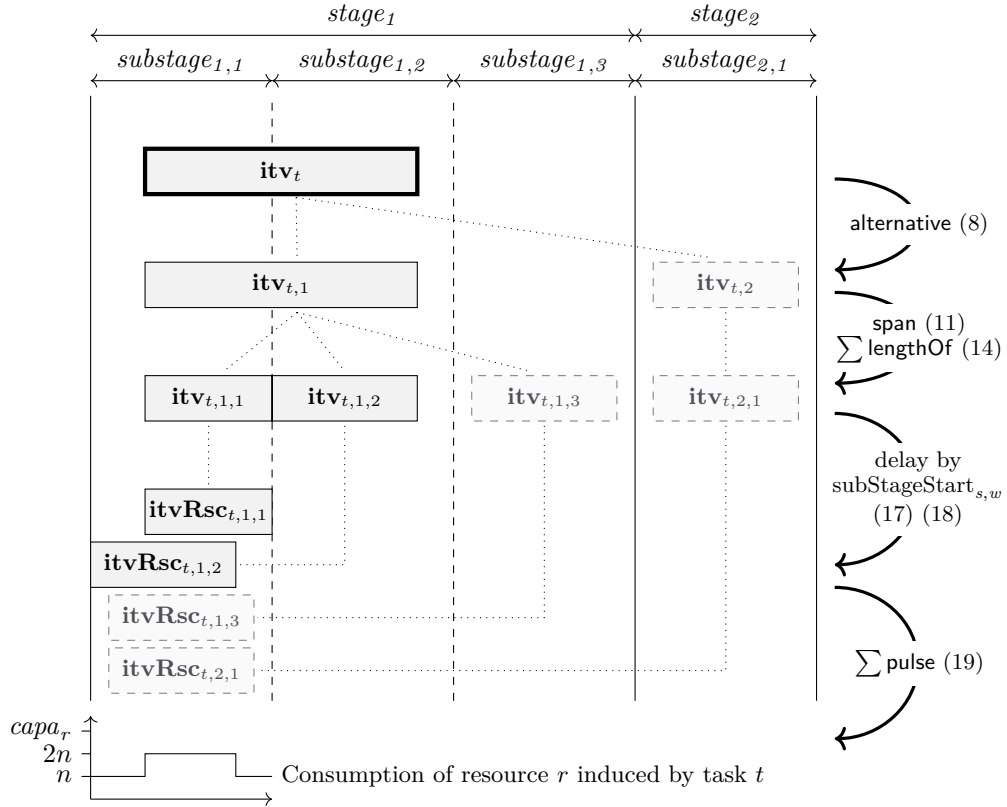 stage₁ stage₂
substage₁,₁ substage₁,₂ substage₁,₃ substage₂,₁
itvₜ
alternative (8)
itvₜ,₁ itvₜ,₂
span (11)
∑ lengthOf (14)
itvₜ,₁,₁ itvₜ,₁,₂ itvₜ,₁,₃ itvₜ,₂,₁
delay by
subStageStart_{s,w}
(17) (18)
itvRscₜ,₁,₁
itvRscₜ,₁,₂
itvRscₜ,₁,₃
itvRscₜ,₂,₁
∑ pulse (19)
capaᵣ
2n
n
Consumption of resource r induced by task t